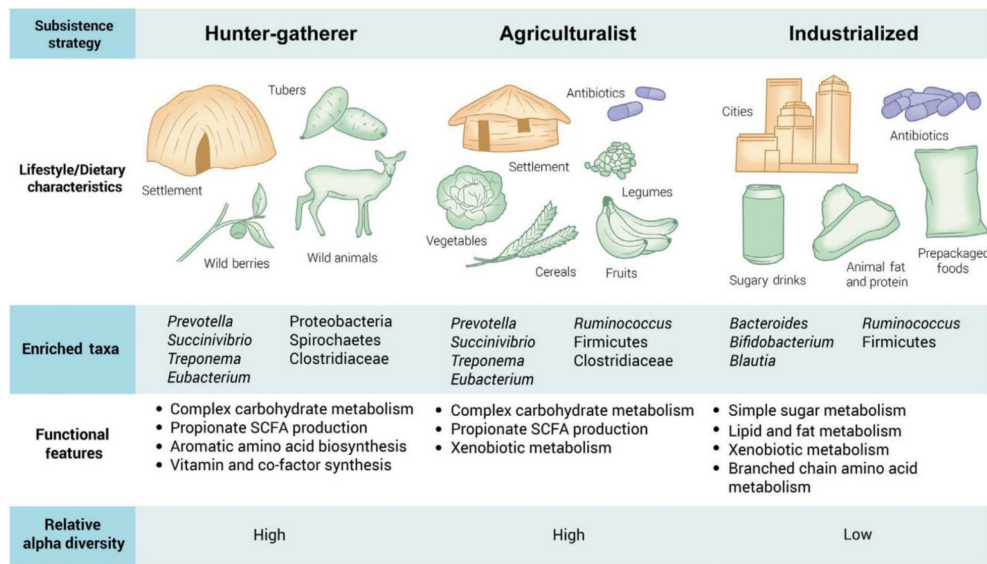 Subsistence
strategy
Hunter-gatherer
Agriculturalist
Industrialized
Lifestyle/Dietary
characteristics
Tubers
Settlement
Wild berries
Wild animals
Antibiotics
Settlement
Legumes
Vegetables
Cereals
Fruits
Cities
Antibiotics
Sugary drinks
Animal fat
and protein
Prepackaged
foods
Enriched taxa
Prevotella
Succinivibrio
Treponema
Eubacterium
Proteobacteria
Spirochaetes
Clostridiaceae
Prevotella
Succinivibrio
Treponema
Eubacterium
Ruminococcus
Firmicutes
Clostridiaceae
Bacteroides
Bifidobacterium
Blautia
Ruminococcus
Firmicutes
Functional
features
• Complex carbohydrate metabolism
• Propionate SCFA production
• Aromatic amino acid biosynthesis
• Vitamin and co-factor synthesis
• Complex carbohydrate metabolism
• Propionate SCFA production
• Xenobiotic metabolism
• Simple sugar metabolism
• Lipid and fat metabolism
• Xenobiotic metabolism
• Branched chain amino acid
metabolism
Relative
alpha diversity
High
High
Low